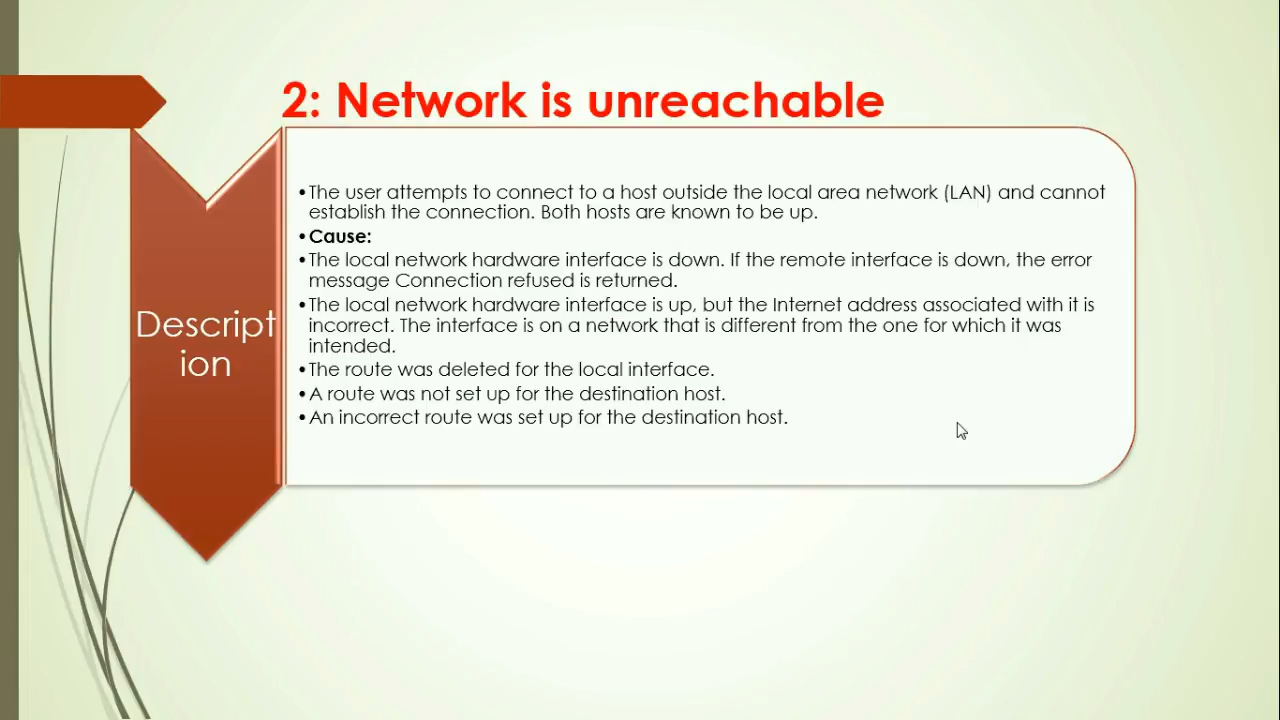 2: Network is unreachable
Descript
ion
•The user attempts to connect to a host outside the local area network (LAN) and cannot
establish the connection. Both hosts are known to be up.
•Cause:
•The local network hardware interface is down. If the remote interface is down, the error
message Connection refused is returned.
•The local network hardware interface is up, but the Internet address associated with it is
incorrect. The interface is on a network that is different from the one for which it was
intended.
•The route was deleted for the local interface.
•A route was not set up for the destination host.
•An incorrect route was set up for the destination host.